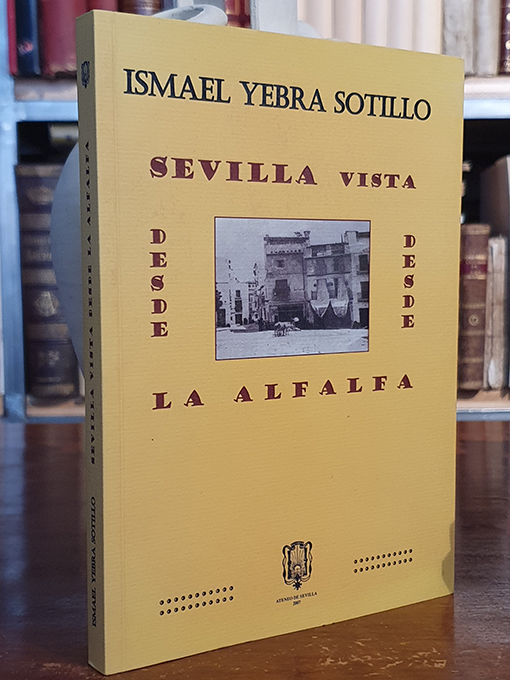 ISMAEL YEBRA SOTILLO
SEVILLA VISTA
DESDE
DESDE
LA ALFALFA
ATENEO DE SEVILLA
2007
ISMAEL YEBRA SOTILLO
SEVILLA VISTA DESDE LA ALFALFA